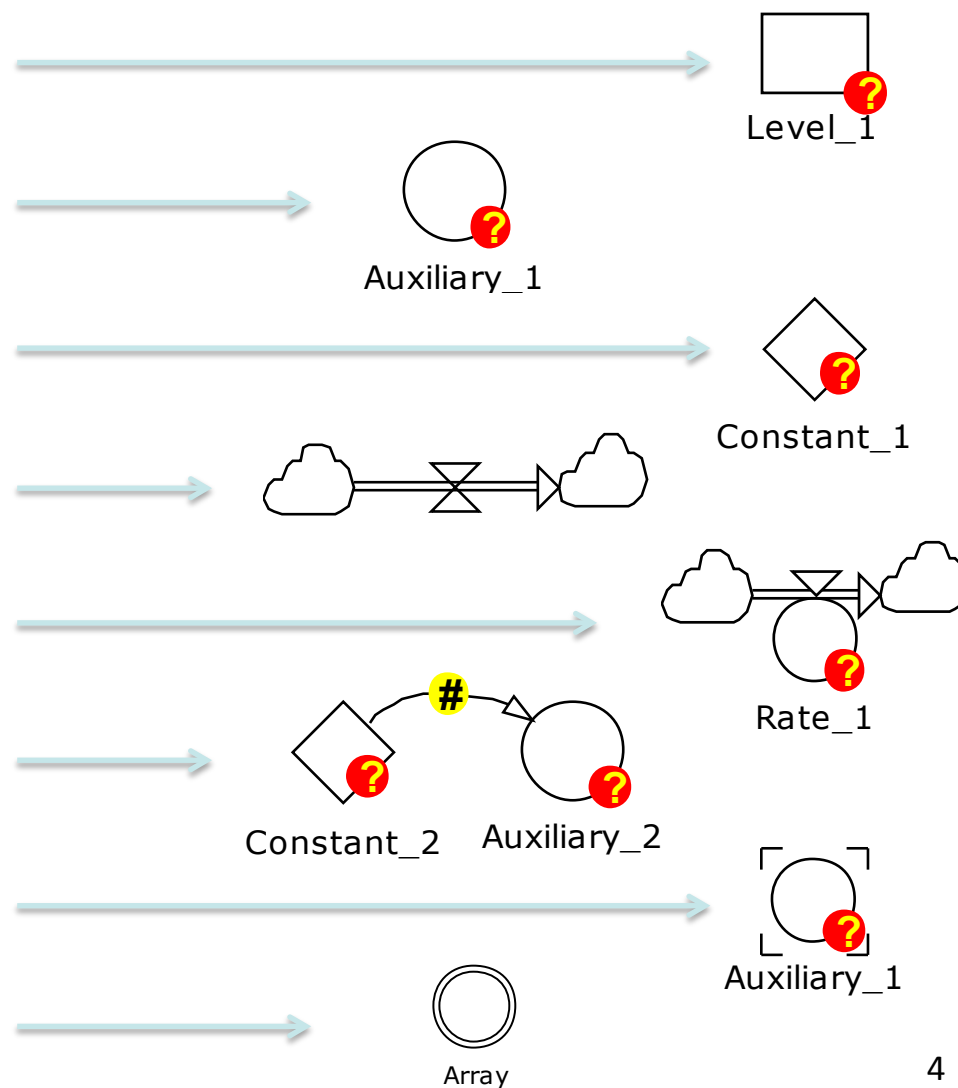 ?
Level_1
?
Auxiliary_1
?
Constant_1
?
Rate_1
#
? ?
Constant_2 Auxiliary_2
?
Auxiliary_1
Array
4